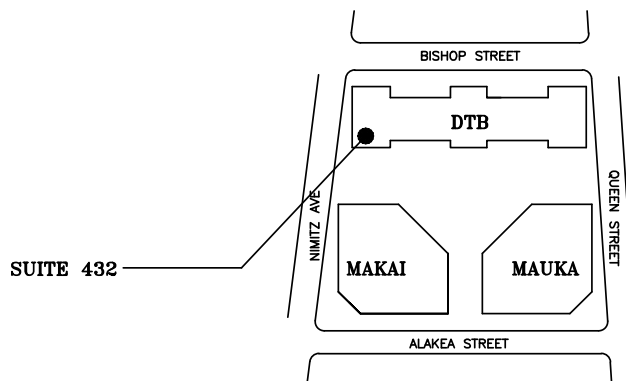 BISHOP STREET
DTB
QUEEN STREET
NIMITZ AVE
SUITE 432
MAKAI
MAUKA
ALAKEA STREET